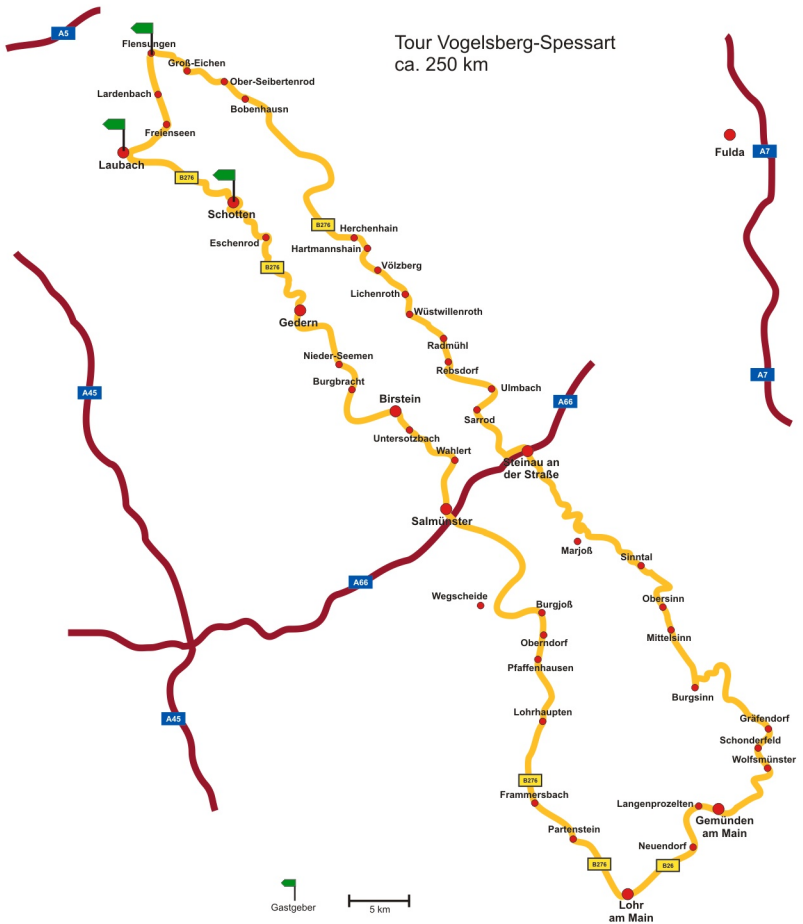 A5
Flensungen
Tour Vogelsberg-Spessart
ca. 250 km
Groß-Eichen
Ober-Seibertenrod
Lardenbach
Bobenhausn
Freienseen
Fulda
A7
Laubach
B276
Schotten
B276
Herchenhain
Eschenrod
Hartmannshain
B276
Völzberg
Lichenroth
Wüstwillenroth
Gedern
Radmühl
Nieder-Seemen
Rebsdorf
A7
Burgbracht
Ulmbach
A45
Birstein
A66
Sarrod
Untersotzbach
Wahlert
Steinau an
der Straße
Salmünster
Marjoß
Sinntal
A66
Wegscheide
Obersinn
Burgjoß
Mittelsinn
Oberndorf
Pfaffenhausen
Burgsinn
Lohrhaupten
A45
Gräfendorf
Schonderfeld
Wolfsmünster
B276
Frammersbach
Langenprozelten
Gemünden
am Main
Partenstein
Neuendorf
B276
B26
Lohr
am Main
Gastgeber
5 km